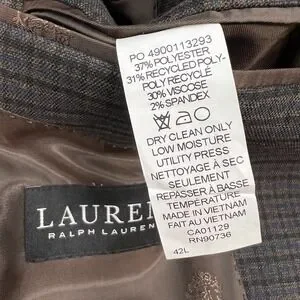 PO 4900113293
37% POLYESTER
31% RECYCLED POLY-
POLY RECYCLÉ
30% VISCOSE
2% SPANDEX
DRY CLEAN ONLY
LOW MOISTURE
UTILITY PRESS
NETTOYAGE À SEC
SEULEMENT
REPASSER À BASSE
TEMPÉRATURE
MADE IN VIETNAM
FAIT AU VIETNAM
CA01129
RN90736
42L
LAUREN
RALPH LAUREN